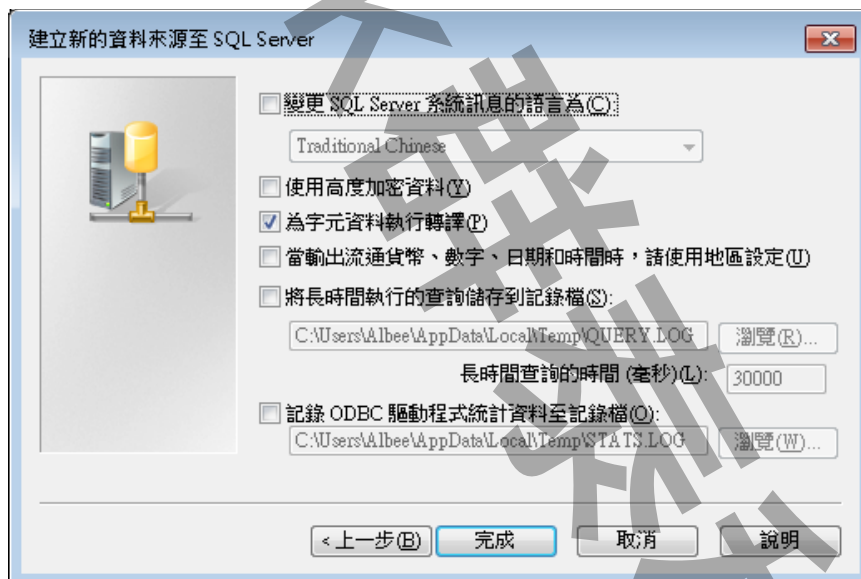 建立新的資料來源至 SQL Server
變更 SQL Server 系統訊息的語言為(C):
Traditional Chinese
使用高度加密資料(Y)
為字元資料執行轉譯(P)
當輸出流通貨幣、數字、日期和時間時，請使用地區設定(U)
將長時間執行的查詢儲存到記錄檔(S):
C:\Users\Albee\AppData\Local\Temp\QUERY.LOG 瀏覽(R)...
長時間查詢的時間 (毫秒)(L): 30000
記錄 ODBC 驅動程式統計資料至記錄檔(O):
C:\Users\Albee\AppData\Local\Temp\STATS.LOG 瀏覽(W)...
< 上一步(B) 完成 取消 說明